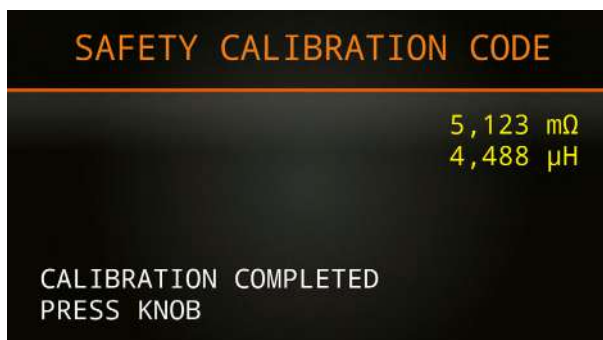 SAFETY CALIBRATION CODE
5,123 mΩ
4,488 µH
CALIBRATION COMPLETED
PRESS KNOB